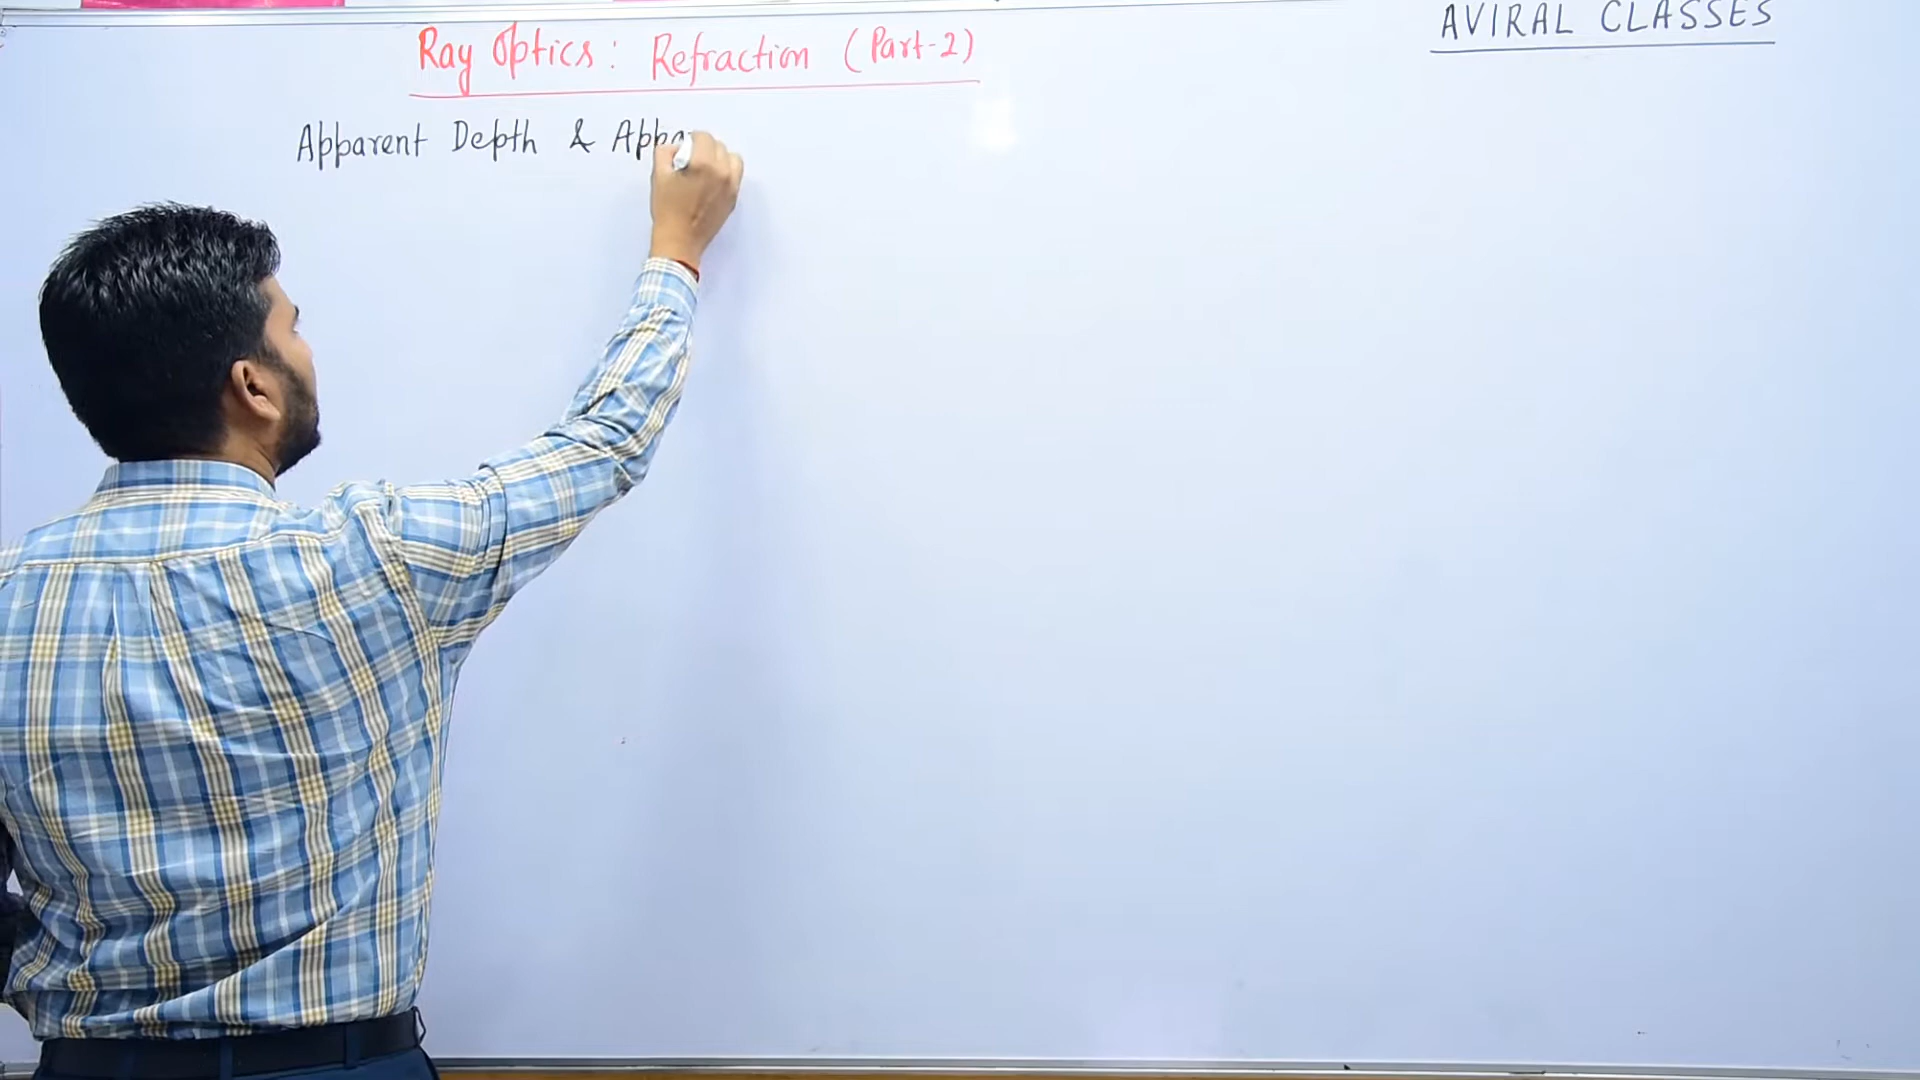 AVIRAL CLASSES
Ray Optics: Refraction (Part-2)
Apparent Depth & Appa